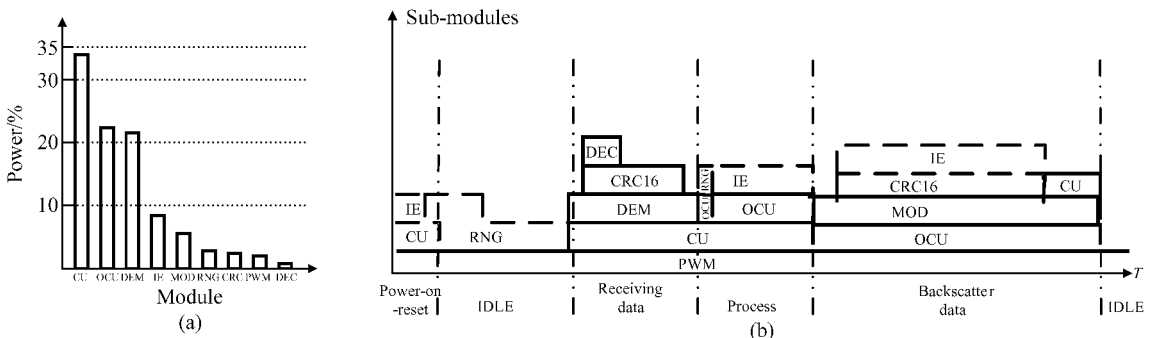 Power/%
35
30
20
10
CU OCU DEM IE MOD RNG CRC PWM DEC
Module
(a)
Sub-modules
DEC
CRC16
DEM
IE
CU
RNG
CU
PWM
RNG
OCU
IE
OCU
IE
CRC16
CU
MOD
OCU
T
Power-on
-reset
IDLE
Receiving
data
Process
Backscatter
data
IDLE
(b)